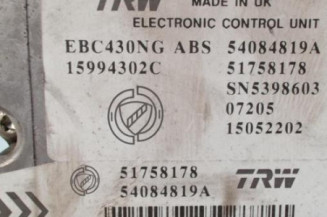 TRW MADE IN UK
ELECTRONIC CONTROL UNIT
EBC430NG ABS 54084819A
15994302C 51758178
SN5398603
07205
15052202
51758178 TRW
54084819A